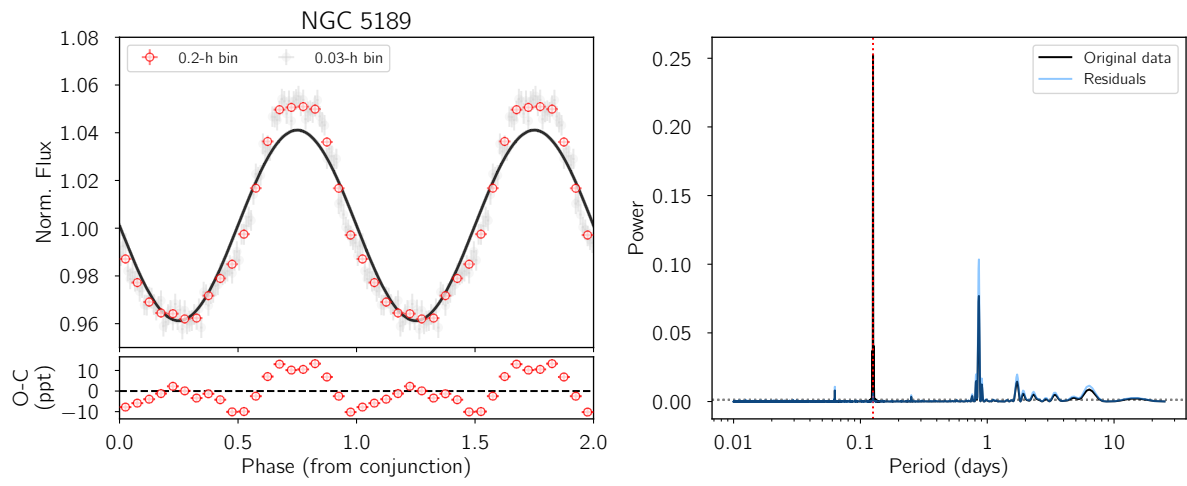 NGC 5189
1.08
1.06
1.04
1.02
1.00
0.98
0.96
Norm. Flux
0.2-h bin
0.03-h bin
10
0
−10
O-C
(ppt)
0.0 0.5 1.0 1.5 2.0
Phase (from conjunction)
0.25
0.20
0.15
0.10
0.05
0.00
Power
Original data
Residuals
0.01 0.1 1 10
Period (days)